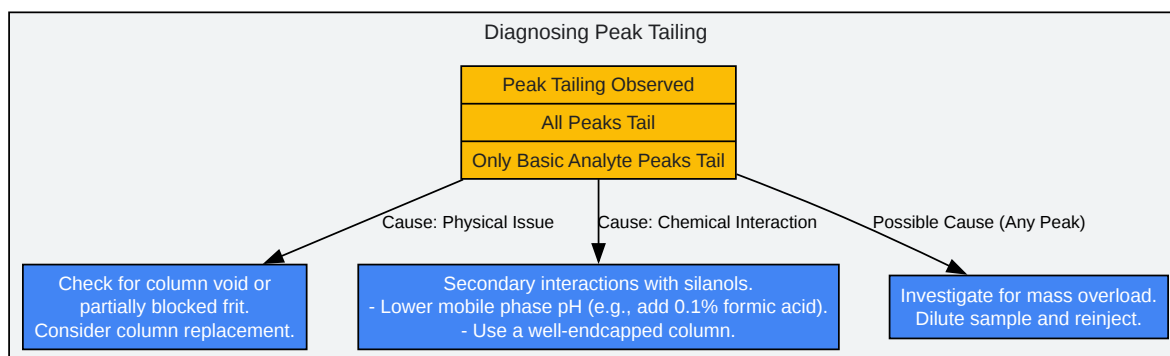 Diagnosing Peak Tailing
Peak Tailing Observed
All Peaks Tail
Only Basic Analyte Peaks Tail
Cause: Physical Issue
Cause: Chemical Interaction
Possible Cause (Any Peak)
Check for column void or
partially blocked frit.
Consider column replacement.
Secondary interactions with silanols.
- Lower mobile phase pH (e.g., add 0.1% formic acid).
- Use a well-endcapped column.
Investigate for mass overload.
Dilute sample and reinject.